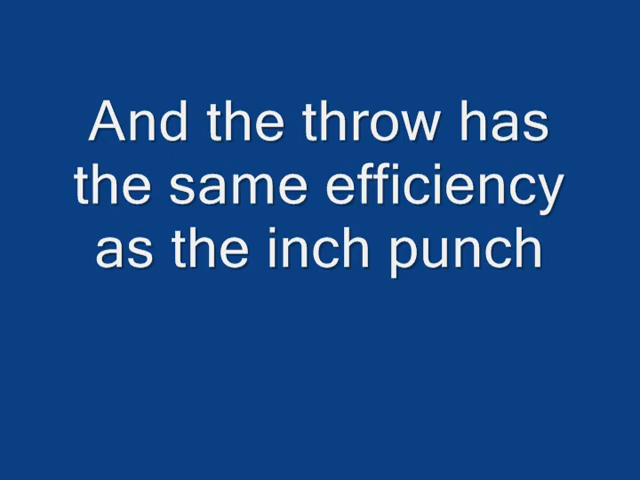 And the throw has
the same efficiency
as the inch punch